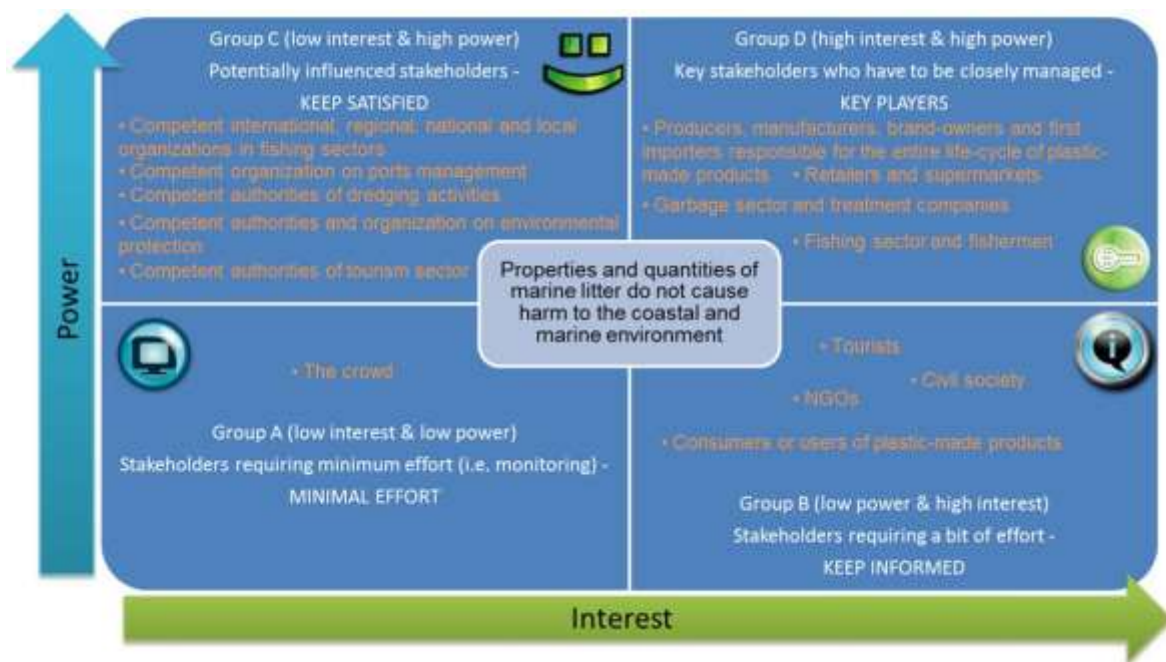 Group C (low interest & high power)
Potentially influenced stakeholders -
KEEP SATISFIED
• Competent international, regional, national and local
organizations in fishing sectors
• Competent organization on ports management
• Competent authorities of dredging activities
• Competent authorities and organization on environmental
protection
• Competent authorities of tourism sector
Group D (high interest & high power)
Key stakeholders who have to be closely managed -
KEY PLAYERS
• Producers, manufacturers, brand-owners and first
importers responsible for the entire life-cycle of plastic-
made products • Retailers and supermarkets
• Garbage sector and treatment companies
• Fishing sector and fishermen
Properties and quantities of
marine litter do not cause
harm to the coastal and
marine environment
• The crowd
Group A (low interest & low power)
Stakeholders requiring minimum effort (i.e. monitoring) -
MINIMAL EFFORT
• Tourists
• Civil society
• NGOs
• Consumers or users of plastic-made products
Group B (low power & high interest)
Stakeholders requiring a bit of effort -
KEEP INFORMED
i
Power
Interest